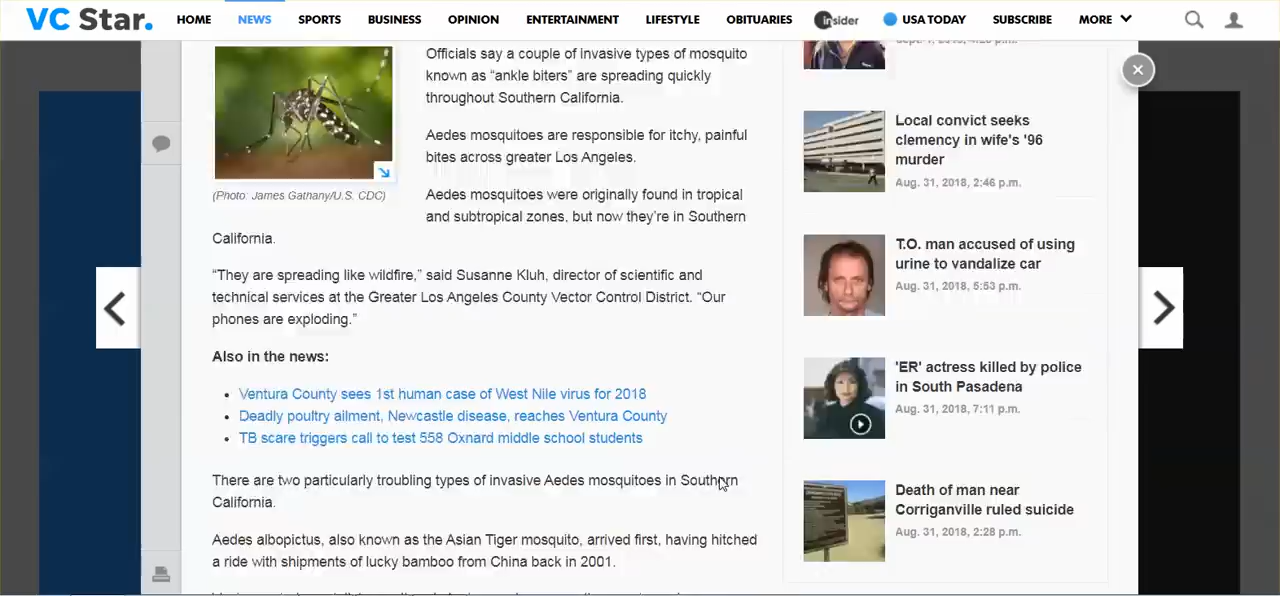 VC Star.
HOME NEWS SPORTS BUSINESS OPINION ENTERTAINMENT LIFESTYLE OBITUARIES insider USA TODAY SUBSCRIBE MORE
Officials say a couple of invasive types of mosquito
known as “ankle biters” are spreading quickly
throughout Southern California.
Aedes mosquitoes are responsible for itchy, painful
bites across greater Los Angeles.
(Photo: James Gathany/U.S. CDC)
Aedes mosquitoes were originally found in tropical
and subtropical zones, but now they’re in Southern
California.
“They are spreading like wildfire,” said Susanne Kluh, director of scientific and
technical services at the Greater Los Angeles County Vector Control District. “Our
phones are exploding.”
Also in the news:
• Ventura County sees 1st human case of West Nile virus for 2018
• Deadly poultry ailment, Newcastle disease, reaches Ventura County
• TB scare triggers call to test 558 Oxnard middle school students
There are two particularly troubling types of invasive Aedes mosquitoes in Southern
California.
Aedes albopictus, also known as the Asian Tiger mosquito, arrived first, having hitched
a ride with shipments of lucky bamboo from China back in 2001.
Local convict seeks
clemency in wife's '96
murder
Aug. 31, 2018, 2:46 p.m.
T.O. man accused of using
urine to vandalize car
Aug. 31, 2018, 5:53 p.m.
'ER' actress killed by police
in South Pasadena
Aug. 31, 2018, 7:11 p.m.
Death of man near
Corriganville ruled suicide
Aug. 31, 2018, 2:28 p.m.